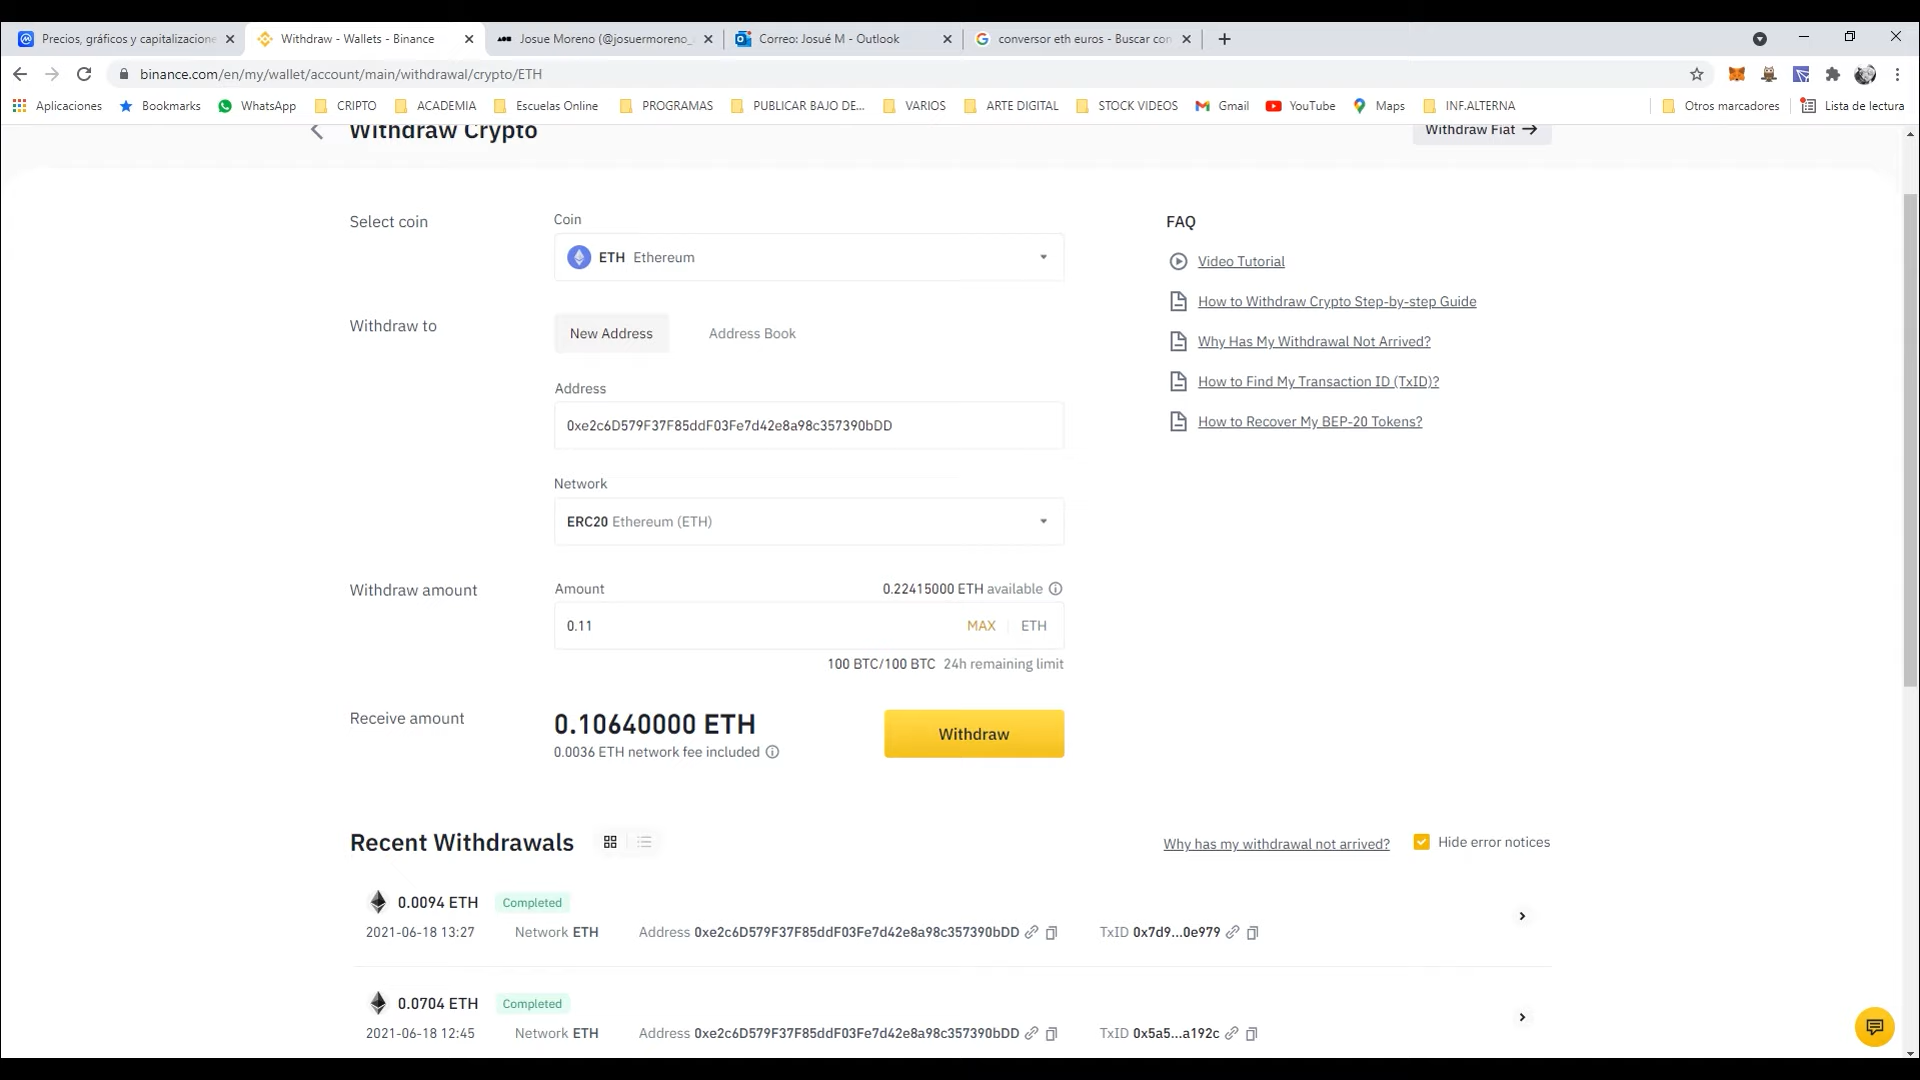 Precios, gráficos y capitalizacione
Withdraw - Wallets - Binance
Josue Moreno (@josuermoreno_
Correo: Josué M - Outlook
conversor eth euros - Buscar con
binance.com/en/my/wallet/account/main/withdrawal/crypto/ETH
Aplicaciones
Bookmarks
WhatsApp
CRIPTO
ACADEMIA
Escuelas Online
PROGRAMAS
PUBLICAR BAJO DE...
VARIOS
ARTE DIGITAL
STOCK VIDEOS
Gmail
YouTube
Maps
INF.ALTERNA
Otros marcadores
Lista de lectura
Withdraw Crypto
Withdraw Fiat
Select coin
Coin
ETH Ethereum
Withdraw to
New Address
Address Book
Address
0xe2c6D579F37F85ddF03Fe7d42e8a98c357390bDD
Network
ERC20 Ethereum (ETH)
Withdraw amount
Amount
0.22415000 ETH available
0.11
MAX
ETH
100 BTC/100 BTC 24h remaining limit
Receive amount
0.10640000 ETH
0.0036 ETH network fee included
Withdraw
FAQ
Video Tutorial
How to Withdraw Crypto Step-by-step Guide
Why Has My Withdrawal Not Arrived?
How to Find My Transaction ID (TxID)?
How to Recover My BEP-20 Tokens?
Recent Withdrawals
Why has my withdrawal not arrived?
Hide error notices
0.0094 ETH
Completed
2021-06-18 13:27
Network ETH
Address 0xe2c6D579F37F85ddF03Fe7d42e8a98c357390bDD
TxID 0x7d9...0e979
0.0704 ETH
Completed
2021-06-18 12:45
Network ETH
Address 0xe2c6D579F37F85ddF03Fe7d42e8a98c357390bDD
TxID 0x5a5...a192c